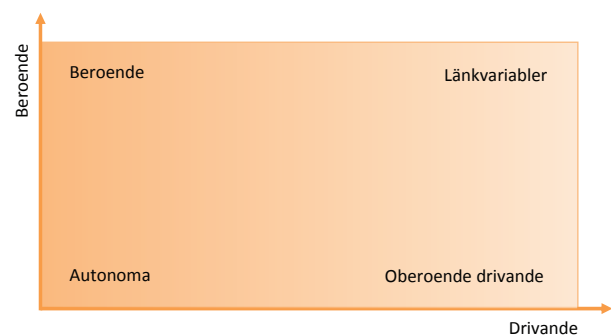 Beroende
Beroende
Länkvariabler
Autonoma
Oberoende drivande
Drivande